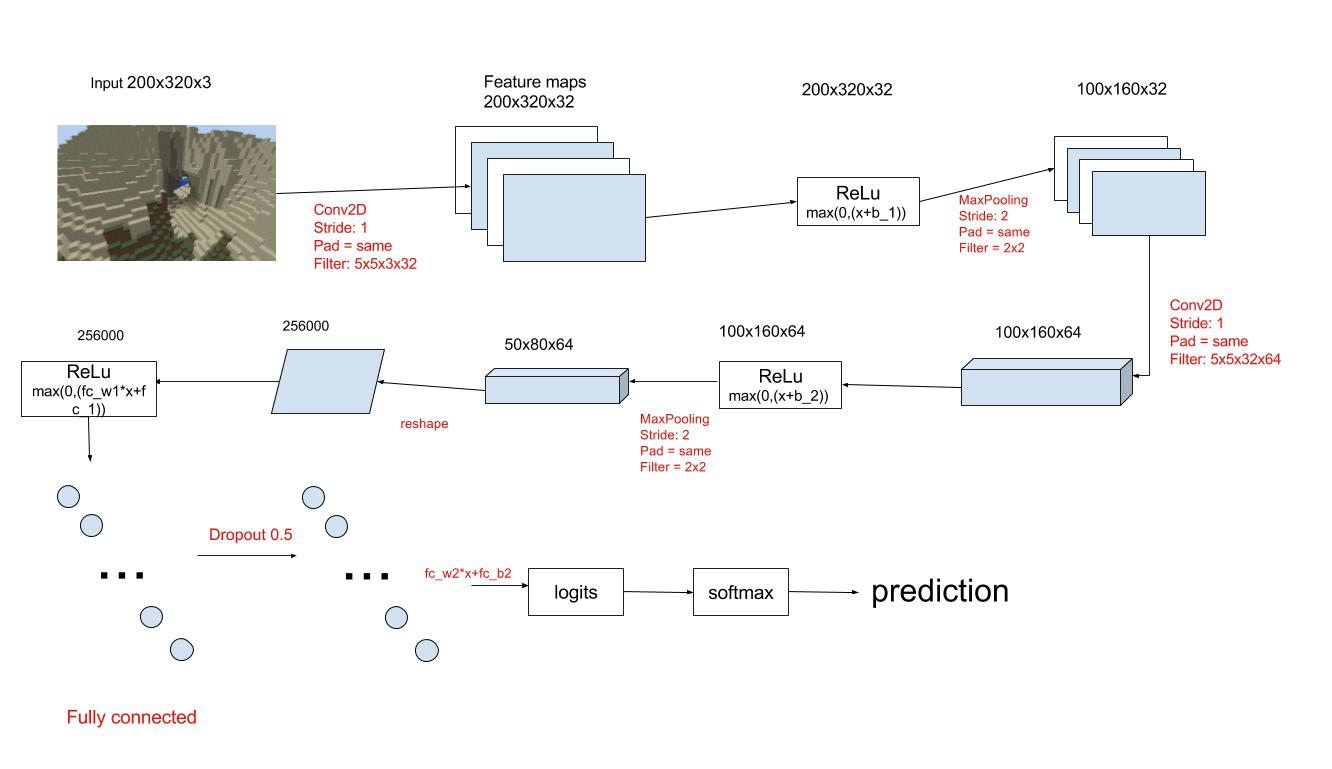 Input 200x320x3
Feature maps
200x320x32
200x320x32
100x160x32
Conv2D
Stride: 1
Pad = same
Filter: 5x5x3x32
ReLu
max(0,(x+b_1))
MaxPooling
Stride: 2
Pad = same
Filter = 2x2
Conv2D
Stride: 1
Pad = same
Filter: 5x5x32x64
100x160x64
100x160x64
ReLu
max(0,(x+b_2))
MaxPooling
Stride: 2
Pad = same
Filter = 2x2
50x80x64
reshape
256000
256000
ReLu
max(0,(fc_w1*x+f
c_1))
Dropout 0.5
...
...
fc_w2*x+fc_b2
logits
softmax
prediction
Fully connected